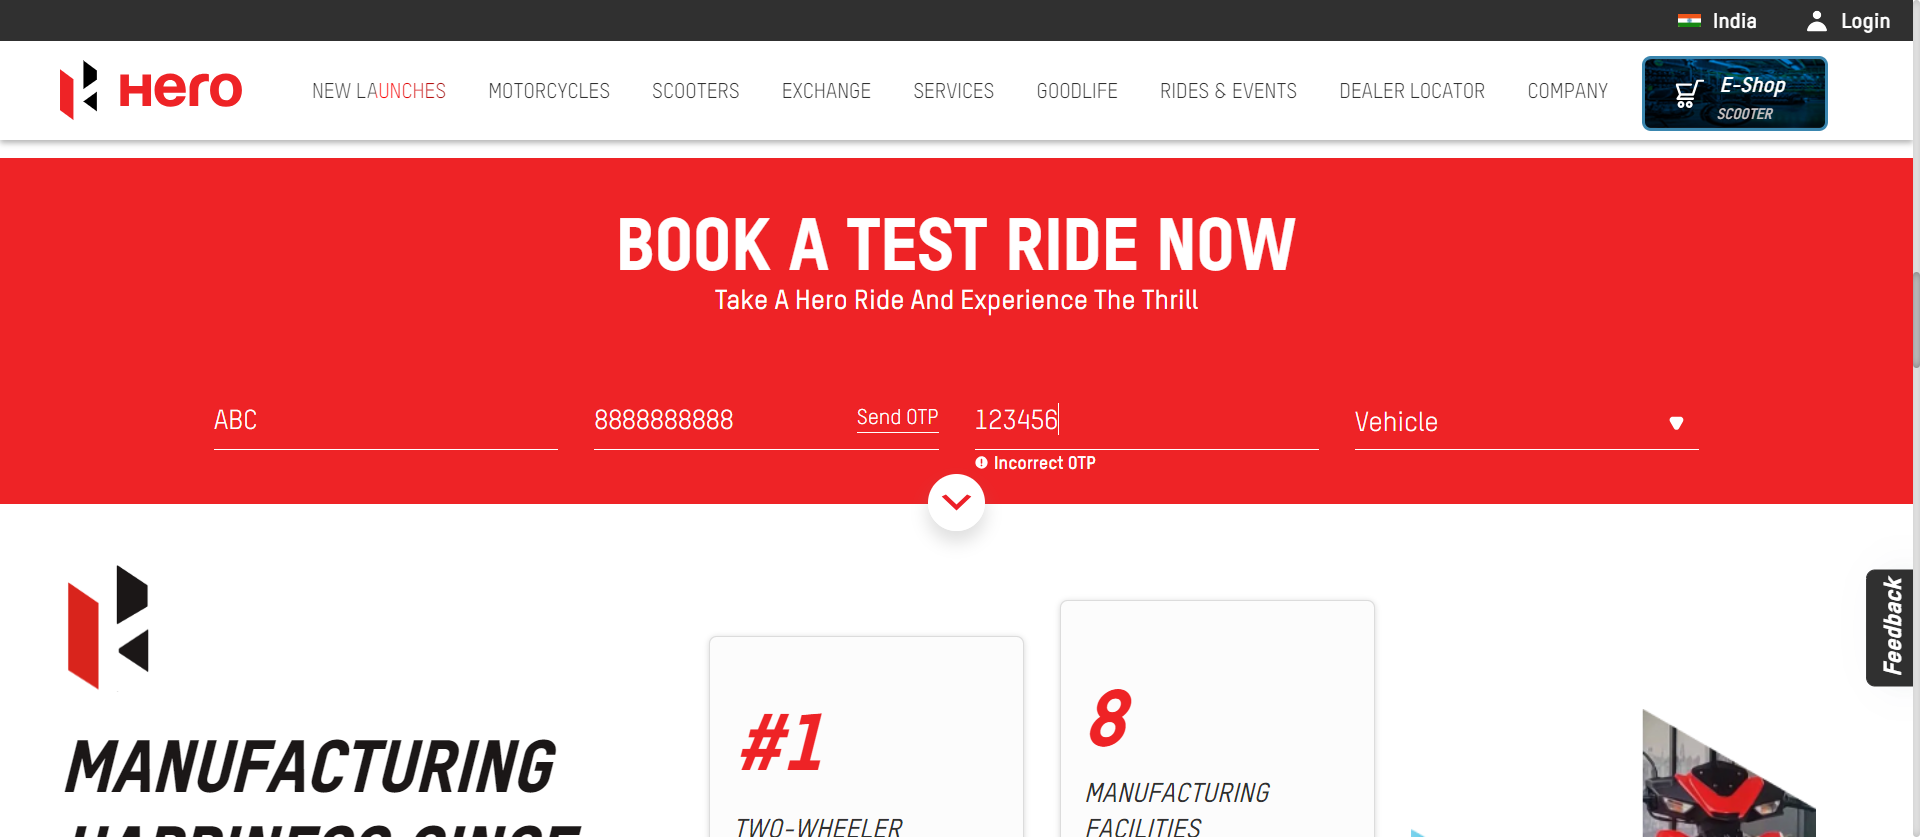 India
Login
Hero
NEW LAUNCHES
MOTORCYCLES
SCOOTERS
EXCHANGE
SERVICES
GOODLIFE
RIDES & EVENTS
DEALER LOCATOR
COMPANY
E-Shop
SCOOTER
BOOK A TEST RIDE NOW
Take A Hero Ride And Experience The Thrill
ABC
8888888888
Send OTP
123456
Vehicle
Incorrect OTP
Feedback
MANUFACTURING
HAPPINESS SINCE
#1
TWO-WHEELER
8
MANUFACTURING
FACILITIES